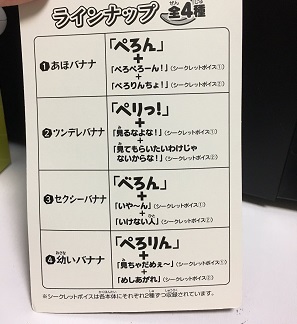 ラインナップ 全4種
❶あほバナナ
「ぺろん」
+
「べろべろーん!」(シークレットボイス①)
+
「べろりんちょ!」(シークレットボイス②)
❷ツンデレバナナ
「ペリっ!」
+
「見るなよな!」(シークレットボイス①)
+
「見てもらいたいわけじゃ
ないからな!」(シークレットボイス②)
❸セクシーバナナ
「べろん」
+
「いや〜ん」(シークレットボイス①)
+
「いけない人」(シークレットボイス②)
❹幼いバナナ
「ぺろりん」
+
「見ちゃだめぇ〜」(シークレットボイス①)
+
「めしあがれ」(シークレットボイス②)
※シークレットボイスは各本体にそれぞれ2種ずつ収録されています。